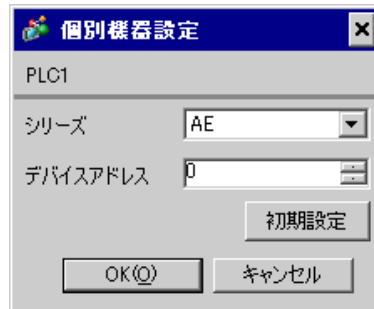 個別機器設定
PLC1
シリーズ AE
デバイスアドレス 0
初期設定
OK(O) キャンセル